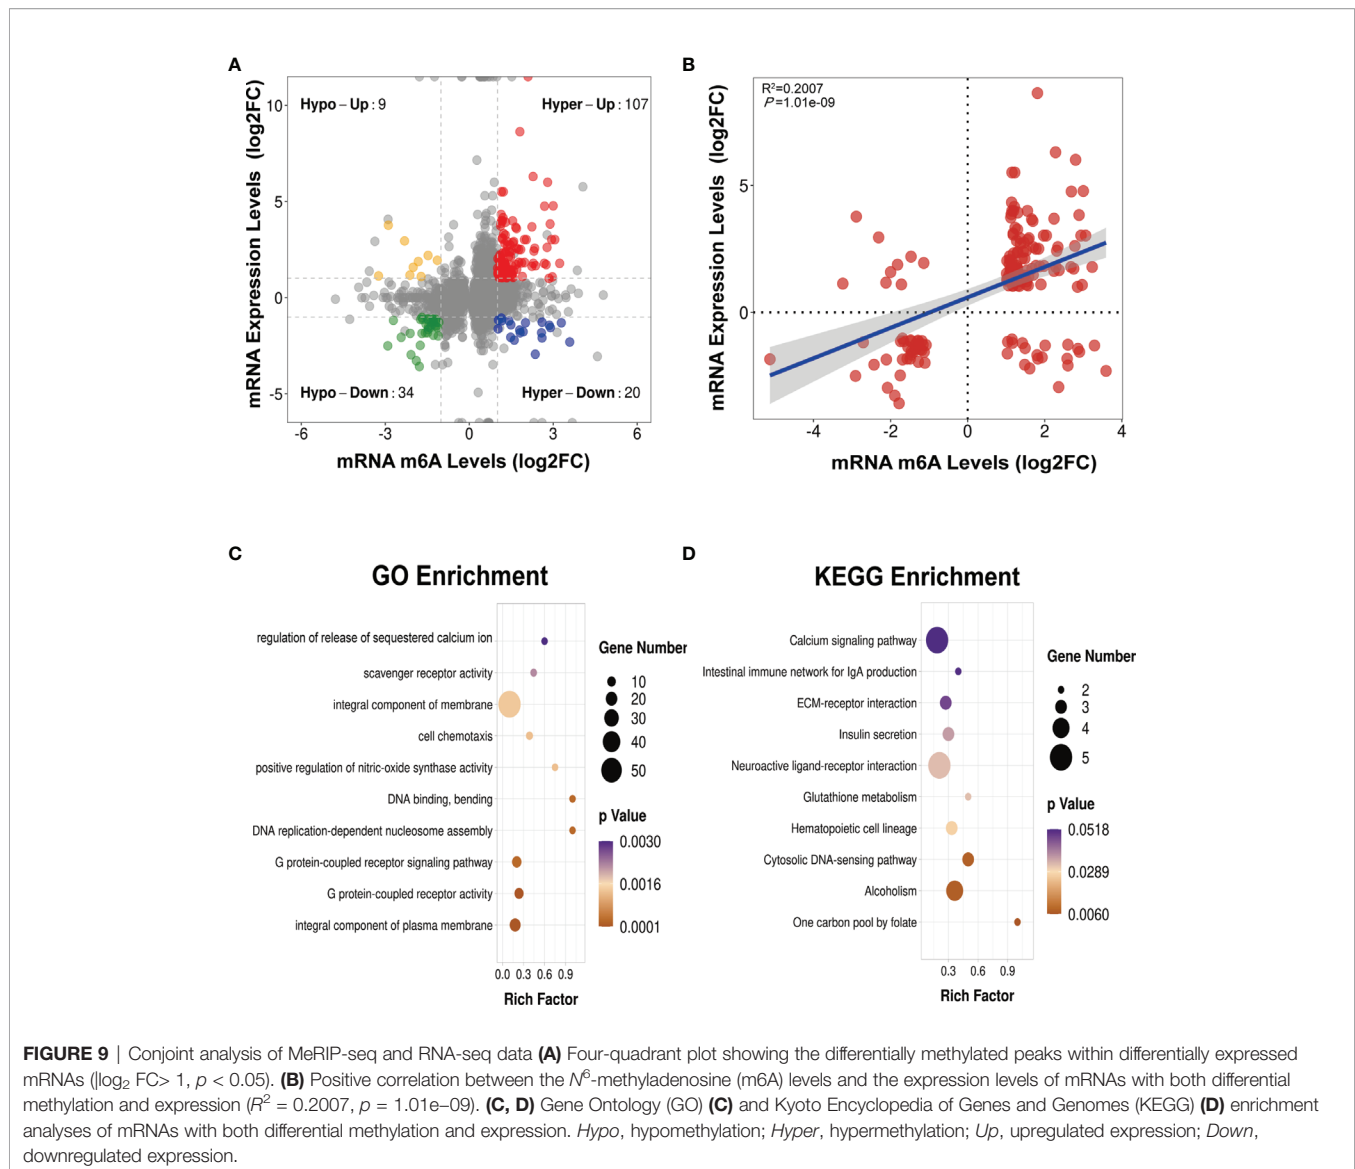 A
mRNA Expression Levels (log2FC)
10
5
0
-5
Hypo – Up : 9
Hyper – Up : 107
Hypo – Down : 34
Hyper – Down : 20
-6
-3
0
3
6
mRNA m6A Levels (log2FC)
B
mRNA Expression Levels (log2FC)
R²=0.2007
P=1.01e-09
5
0
-4
-2
0
2
4
mRNA m6A Levels (log2FC)
C
GO Enrichment
regulation of release of sequestered calcium ion
scavenger receptor activity
integral component of membrane
cell chemotaxis
positive regulation of nitric-oxide synthase activity
DNA binding, bending
DNA replication-dependent nucleosome assembly
G protein-coupled receptor signaling pathway
G protein-coupled receptor activity
integral component of plasma membrane
0.0 0.3 0.6 0.9
Rich Factor
Gene Number
10
20
30
40
50
p Value
0.0030
0.0016
0.0001
D
KEGG Enrichment
Calcium signaling pathway
Intestinal immune network for IgA production
ECM-receptor interaction
Insulin secretion
Neuroactive ligand-receptor interaction
Glutathione metabolism
Hematopoietic cell lineage
Cytosolic DNA-sensing pathway
Alcoholism
One carbon pool by folate
0.3 0.6 0.9
Rich Factor
Gene Number
2
3
4
5
p Value
0.0518
0.0289
0.0060
FIGURE 9 | Conjoint analysis of MeRIP-seq and RNA-seq data (A) Four-quadrant plot showing the differentially methylated peaks within differentially expressed
mRNAs (|log₂ FC> 1, p < 0.05). (B) Positive correlation between the N⁶-methyladenosine (m6A) levels and the expression levels of mRNAs with both differential
methylation and expression (R² = 0.2007, p = 1.01e–09). (C, D) Gene Ontology (GO) (C) and Kyoto Encyclopedia of Genes and Genomes (KEGG) (D) enrichment
analyses of mRNAs with both differential methylation and expression. Hypo, hypomethylation; Hyper, hypermethylation; Up, upregulated expression; Down,
downregulated expression.